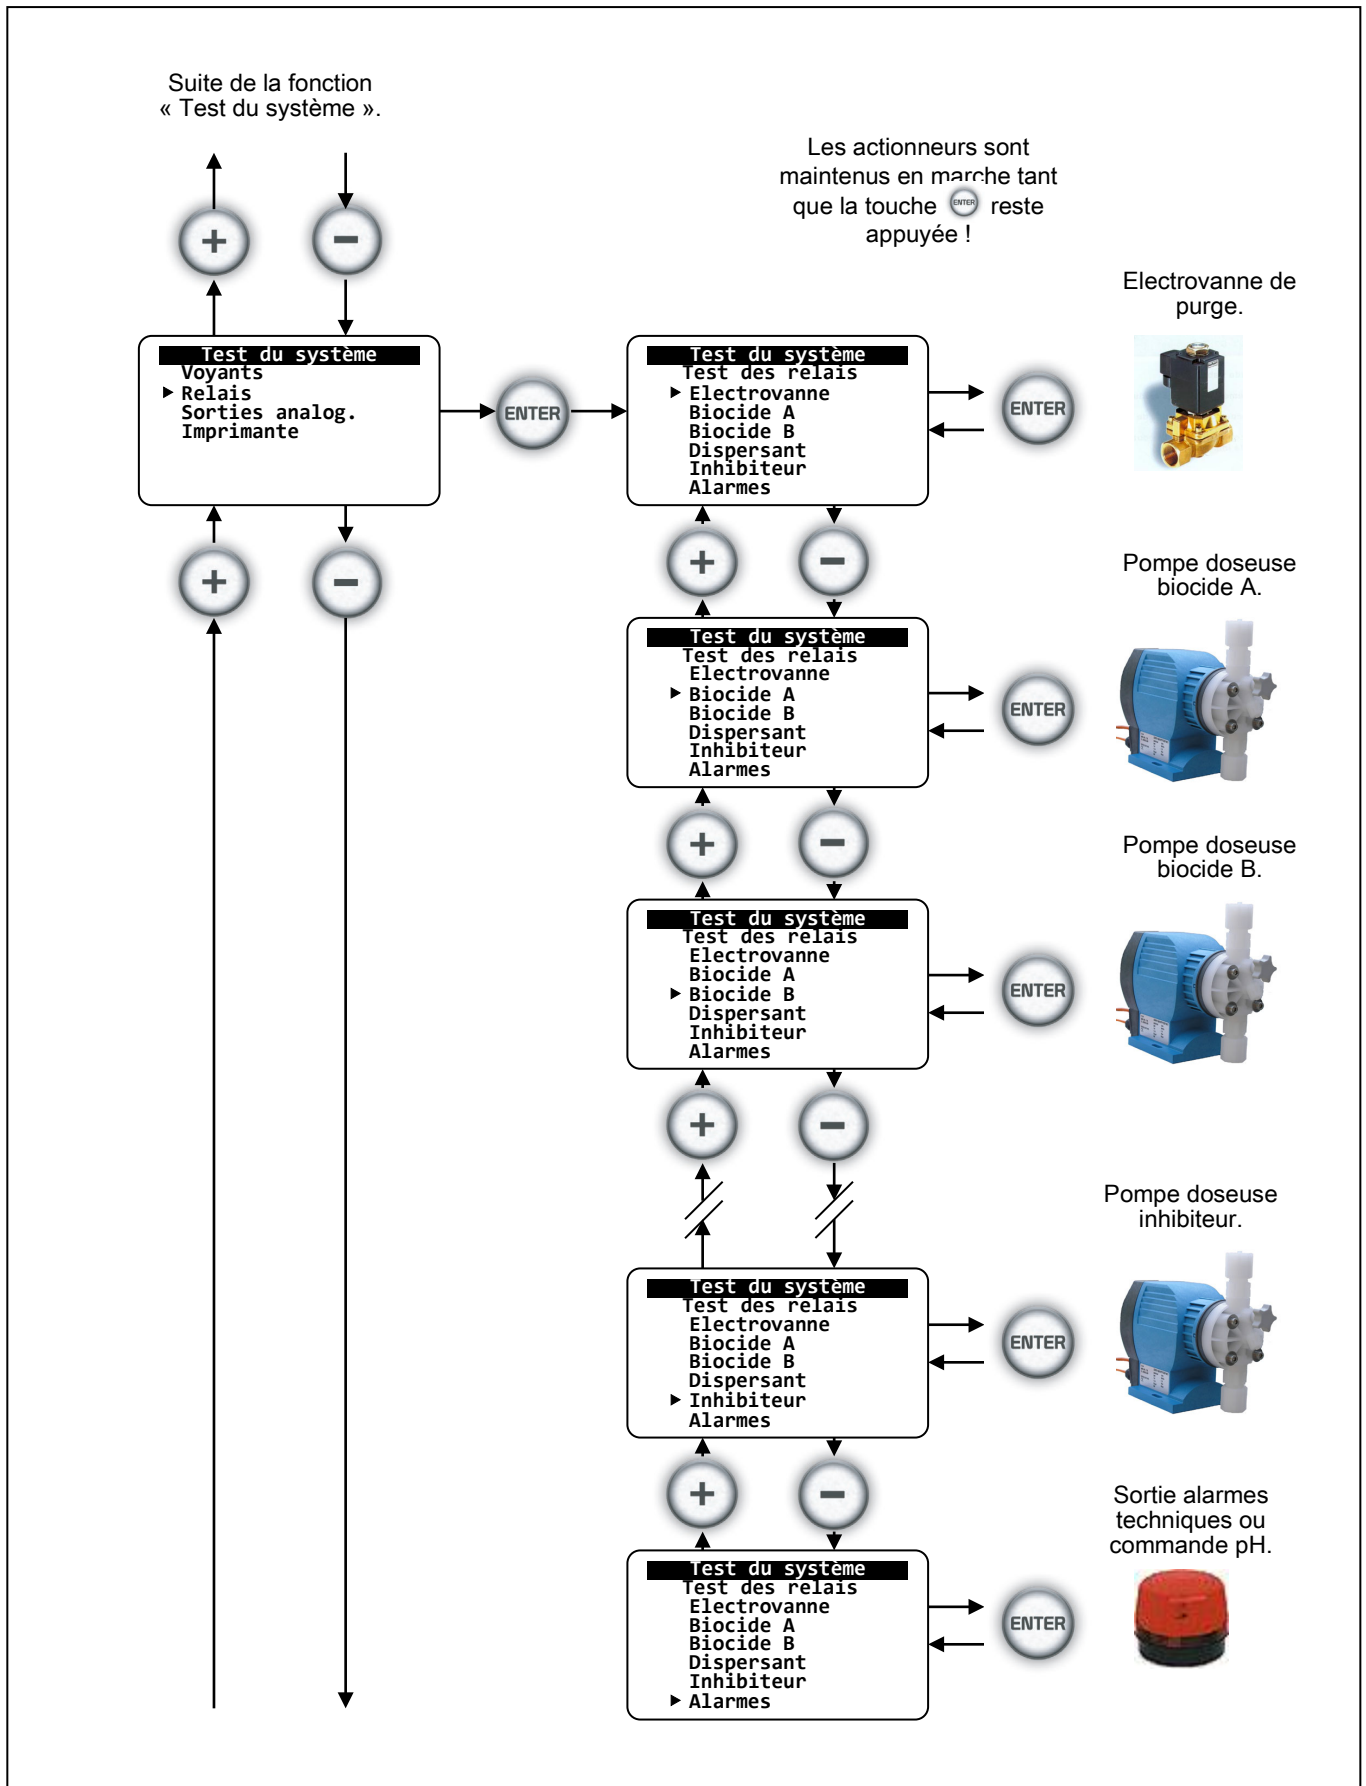 Suite de la fonction
« Test du système ».
Les actionneurs sont
maintenus en marche tant
que la touche ENTER reste
appuyée !
Electrovanne de
purge.
+
−
Test du système
Voyants
▶ Relais
Sorties analog.
Imprimante
ENTER
Test du système
Test des relais
▶ Electrovanne
Biocide A
Biocide B
Dispersant
Inhibiteur
Alarmes
ENTER
+
−
+
−
Pompe doseuse
biocide A.
Test du système
Test des relais
Electrovanne
▶ Biocide A
Biocide B
Dispersant
Inhibiteur
Alarmes
ENTER
+
−
Pompe doseuse
biocide B.
Test du système
Test des relais
Electrovanne
Biocide A
▶ Biocide B
Dispersant
Inhibiteur
Alarmes
ENTER
+
−
Pompe doseuse
inhibiteur.
Test du système
Test des relais
Electrovanne
Biocide A
Biocide B
Dispersant
▶ Inhibiteur
Alarmes
ENTER
+
−
Sortie alarmes
techniques ou
commande pH.
Test du système
Test des relais
Electrovanne
Biocide A
Biocide B
Dispersant
Inhibiteur
▶ Alarmes
ENTER